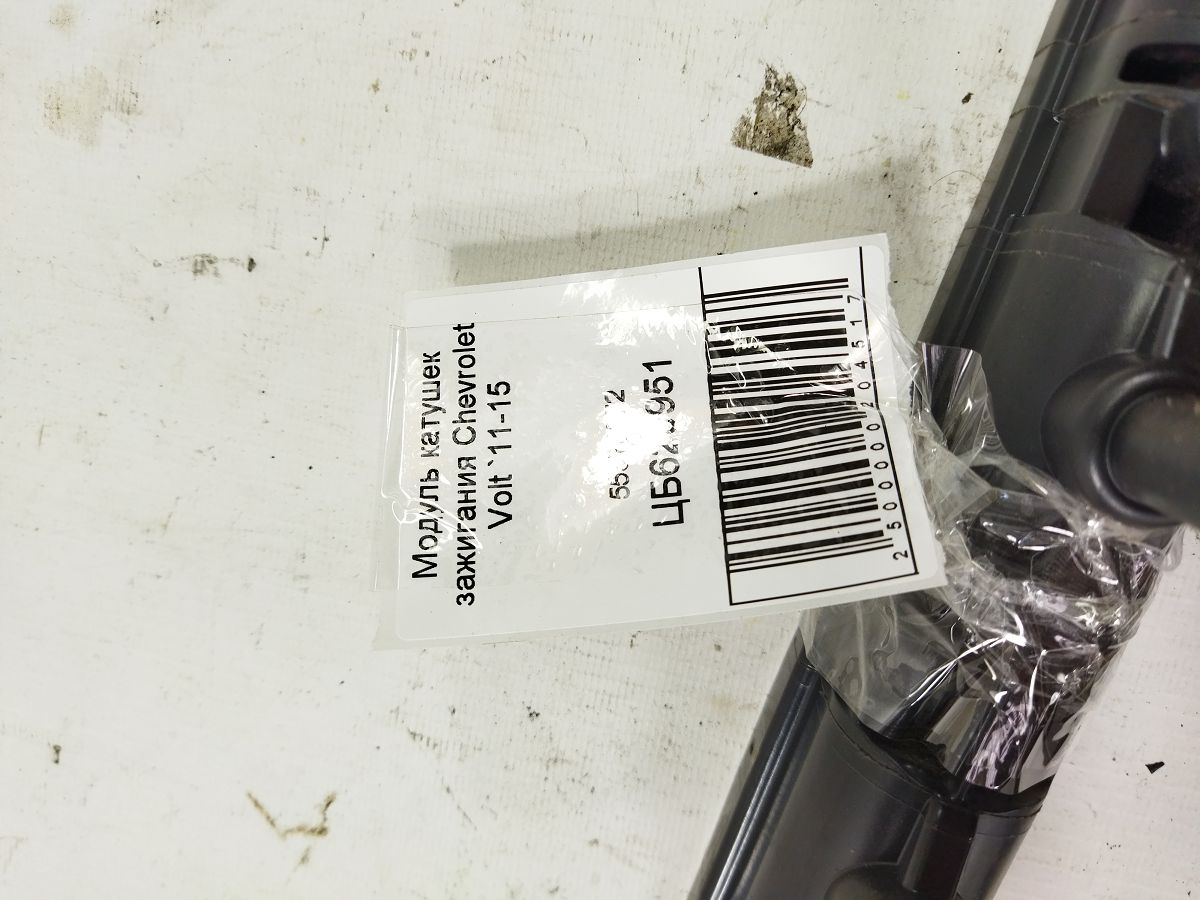 Модуль катушек
зажигания Chevrolet
Volt `11-15
2500000204517